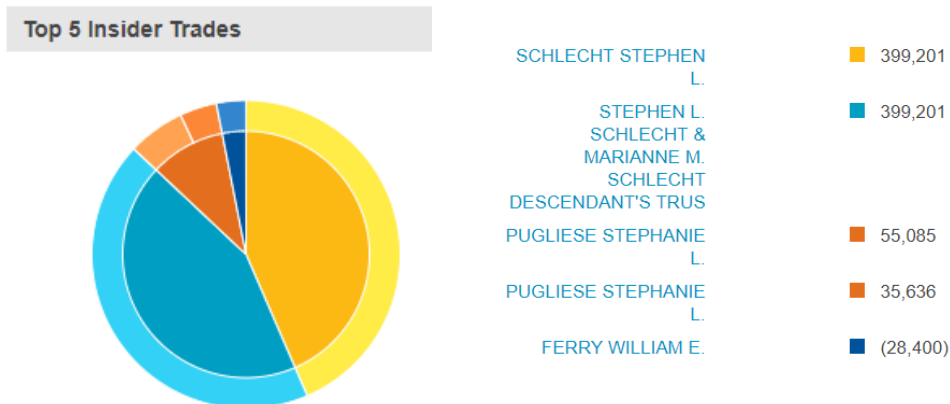 Top 5 Insider Trades
SCHLECHT STEPHEN 399,201
L.
STEPHEN L. 399,201
SCHLECHT &
MARIANNE M.
SCHLECHT
DESCENDANT'S TRUS
PUGLIESE STEPHANIE 55,085
L.
PUGLIESE STEPHANIE 35,636
L.
FERRY WILLIAM E. (28,400)